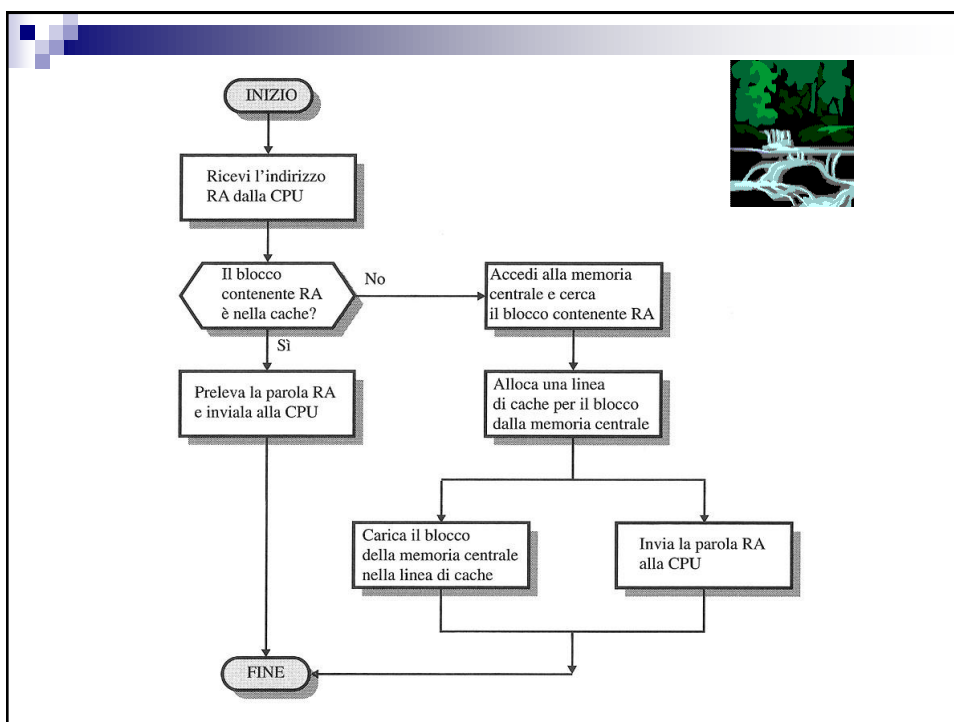 INIZIO
Ricevi l'indirizzo
RA dalla CPU
Il blocco
contenente RA
è nella cache?
No
Accedi alla memoria
centrale e cerca
il blocco contenente RA
Sì
Preleva la parola RA
e inviala alla CPU
Alloca una linea
di cache per il blocco
dalla memoria centrale
Carica il blocco
della memoria centrale
nella linea di cache
Invia la parola RA
alla CPU
FINE